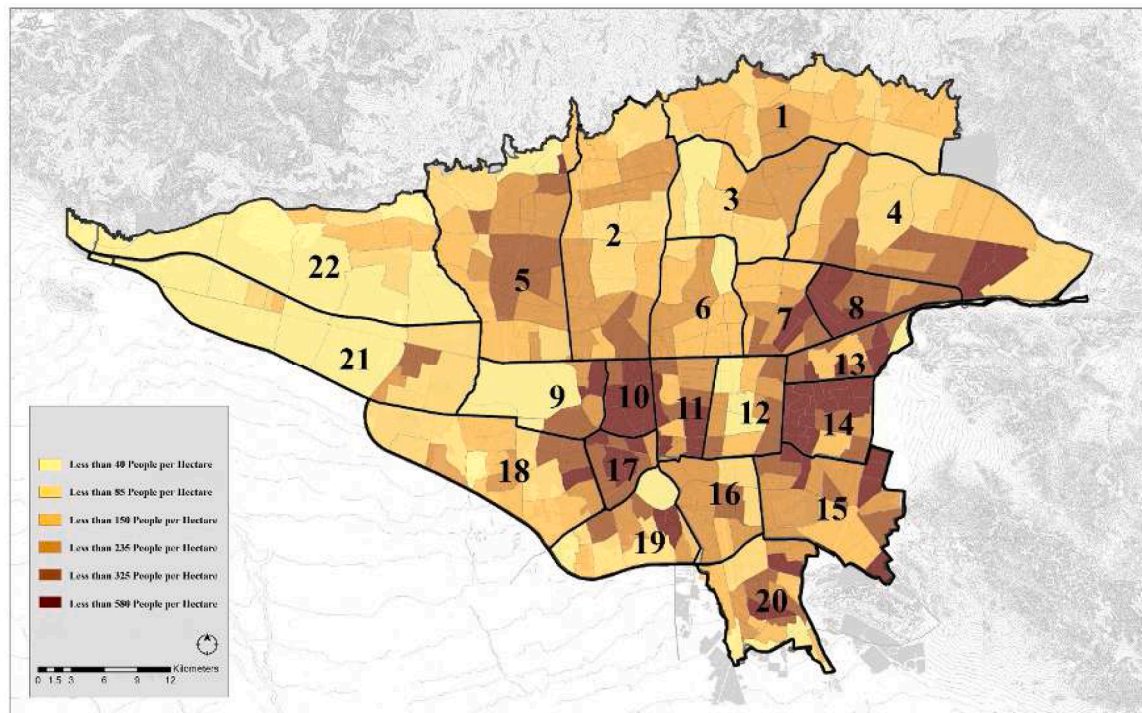 1
2
3
4
5
6
7
8
9
10
11
12
13
14
15
16
17
18
19
20
21
22
Less than 40 People per Hectare
Less than 85 People per Hectare
Less than 150 People per Hectare
Less than 235 People per Hectare
Less than 325 People per Hectare
Less than 580 People per Hectare
Kilometers
0 1.5 3 6 9 12